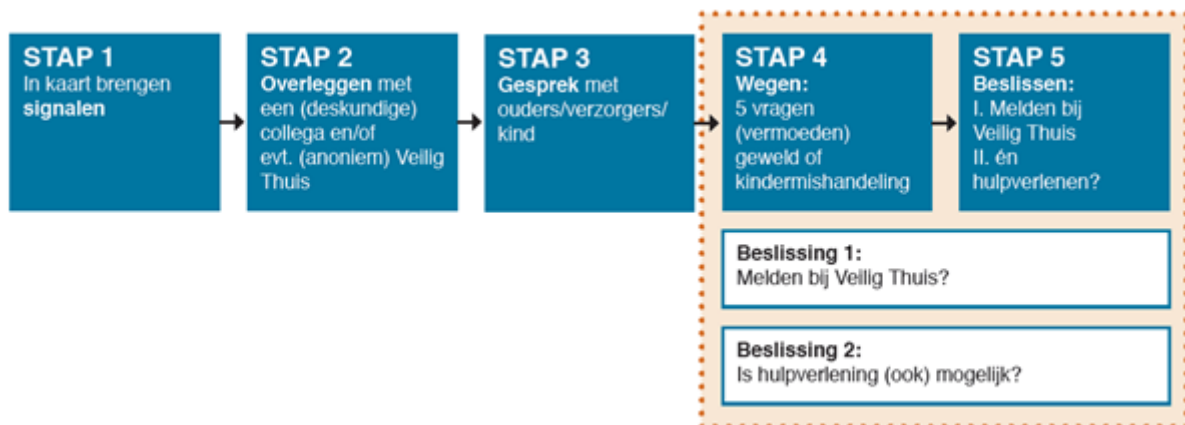 STAP 1
In kaart brengen
signalen
STAP 2
Overleggen met
een (deskundige)
collega en/of
evt. (anoniem) Veilig
Thuis
STAP 3
Gesprek met
ouders/verzorgers/
kind
STAP 4
Wegen:
5 vragen
(vermoeden)
geweld of
kindermishandeling
STAP 5
Beslissen:
I. Melden bij
Veilig Thuis
II. én
hulpverlenen?
Beslissing 1:
Melden bij Veilig Thuis?
Beslissing 2:
Is hulpverlening (ook) mogelijk?